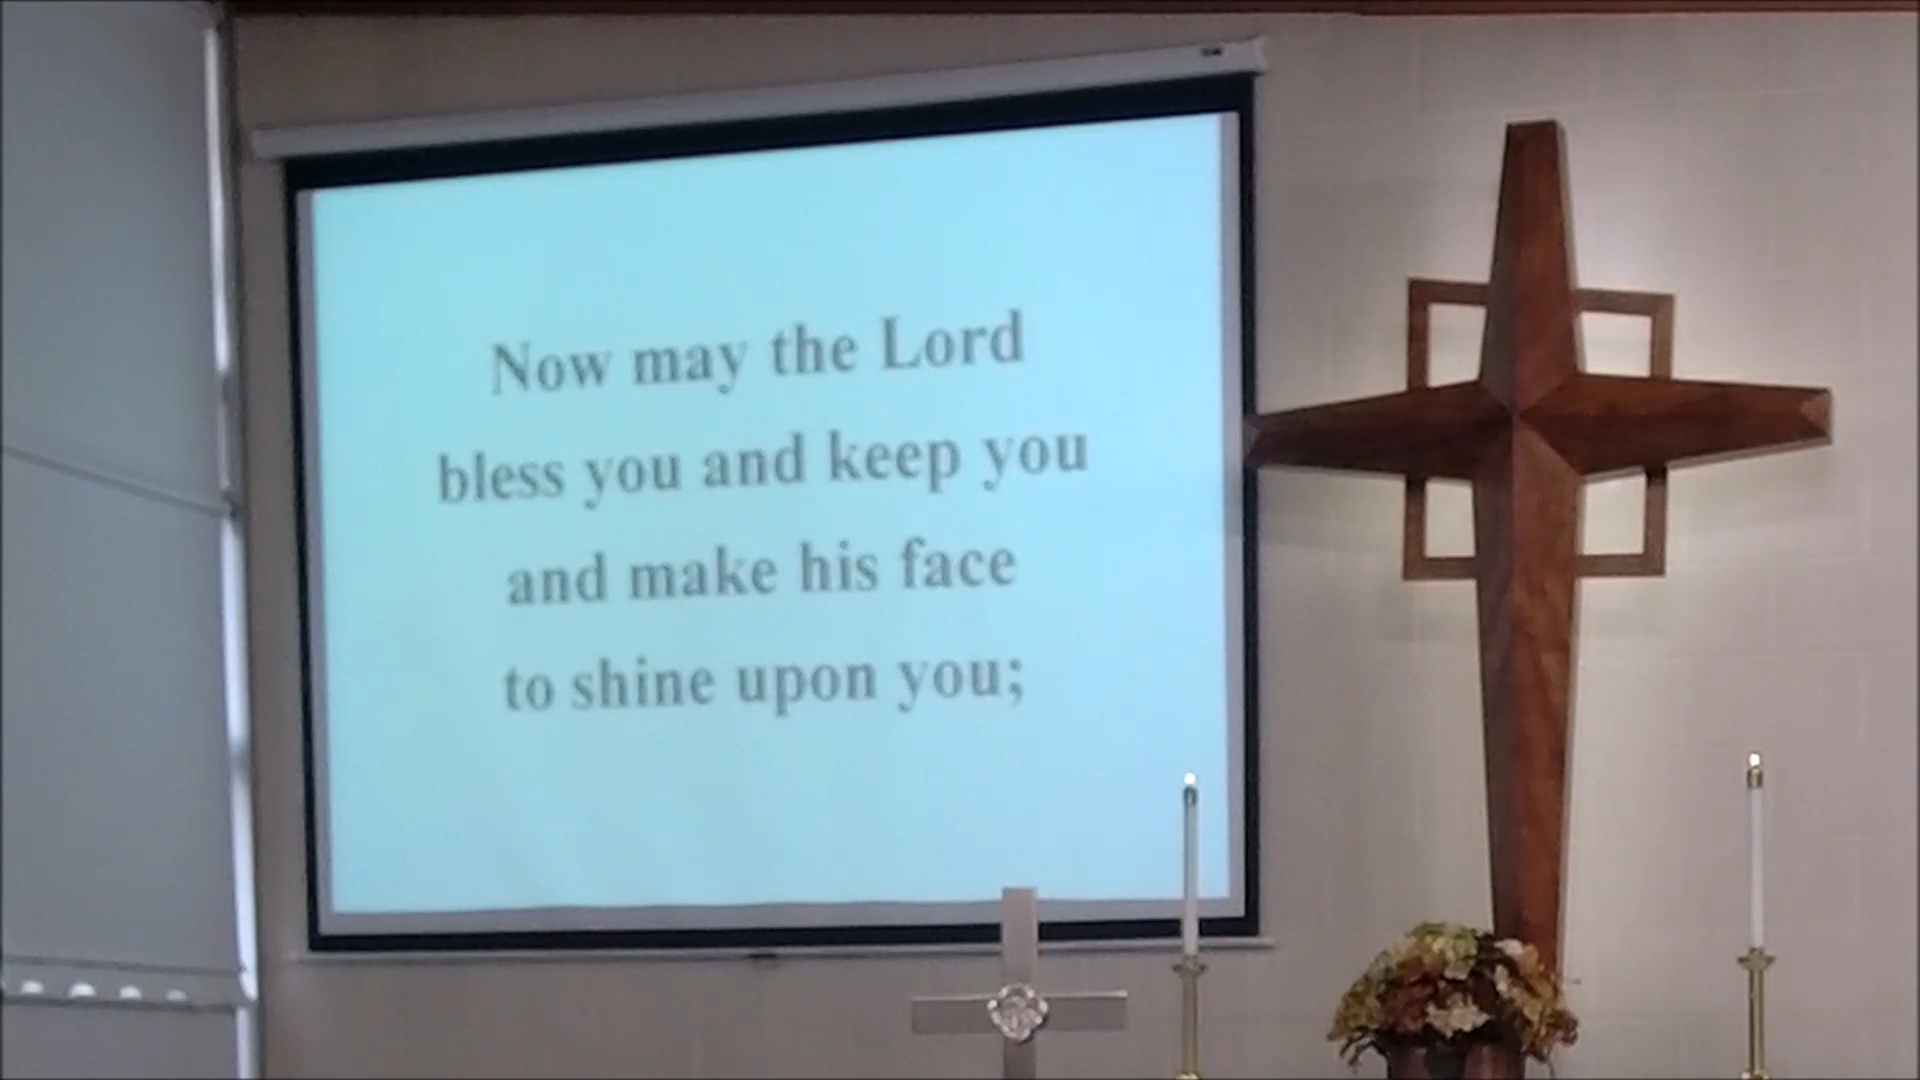 Now may the Lord
bless you and keep you
and make his face
to shine upon you;